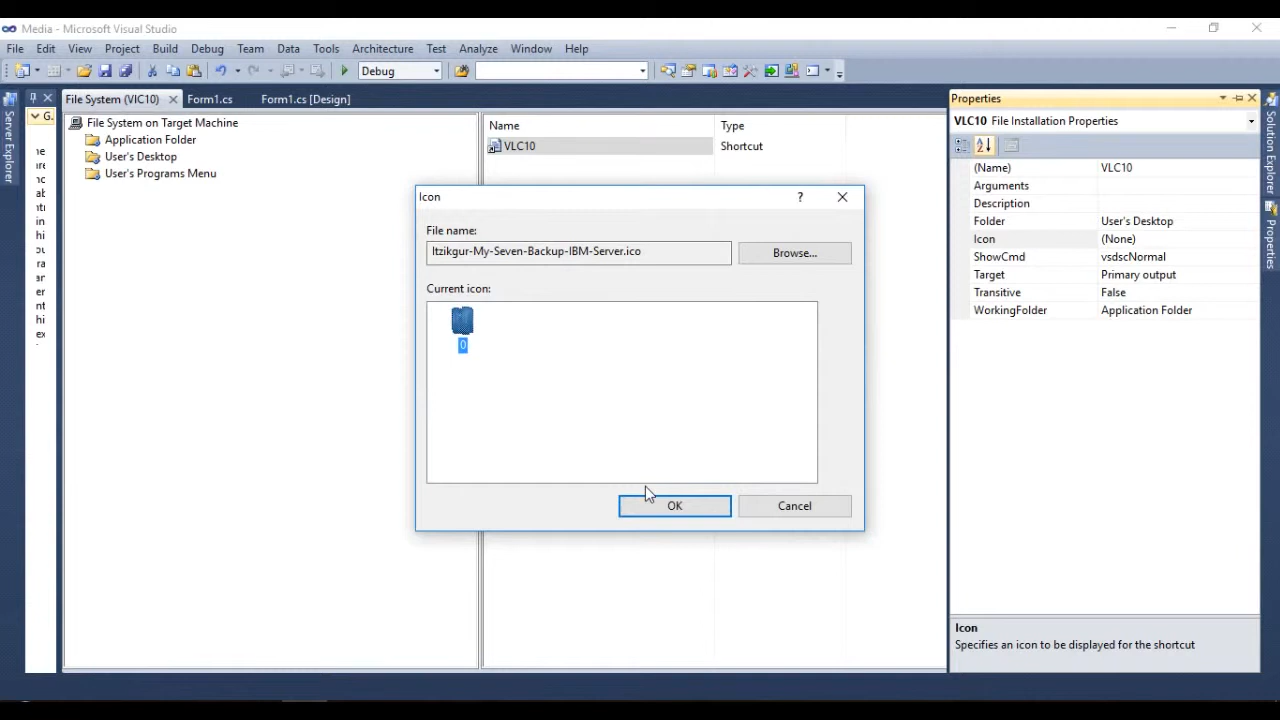 Media - Microsoft Visual Studio
File Edit View Project Build Debug Team Data Tools Architecture Test Analyze Window Help
Debug
File System (VIC10) Form1.cs Form1.cs [Design]
Properties
Server Explorer
G.
File System on Target Machine
Application Folder
User's Desktop
User's Programs Menu
Name Type
VLC10 Shortcut
Icon
File name:
Itzikgur-My-Seven-Backup-IBM-Server.ico
Browse...
Current icon:
0
OK Cancel
VLC10 File Installation Properties
(Name) VLC10
Arguments
Description
Folder User's Desktop
Icon (None)
ShowCmd vsdscNormal
Target Primary output
Transitive False
WorkingFolder Application Folder
Icon
Specifies an icon to be displayed for the shortcut
Solution Explorer
Properties